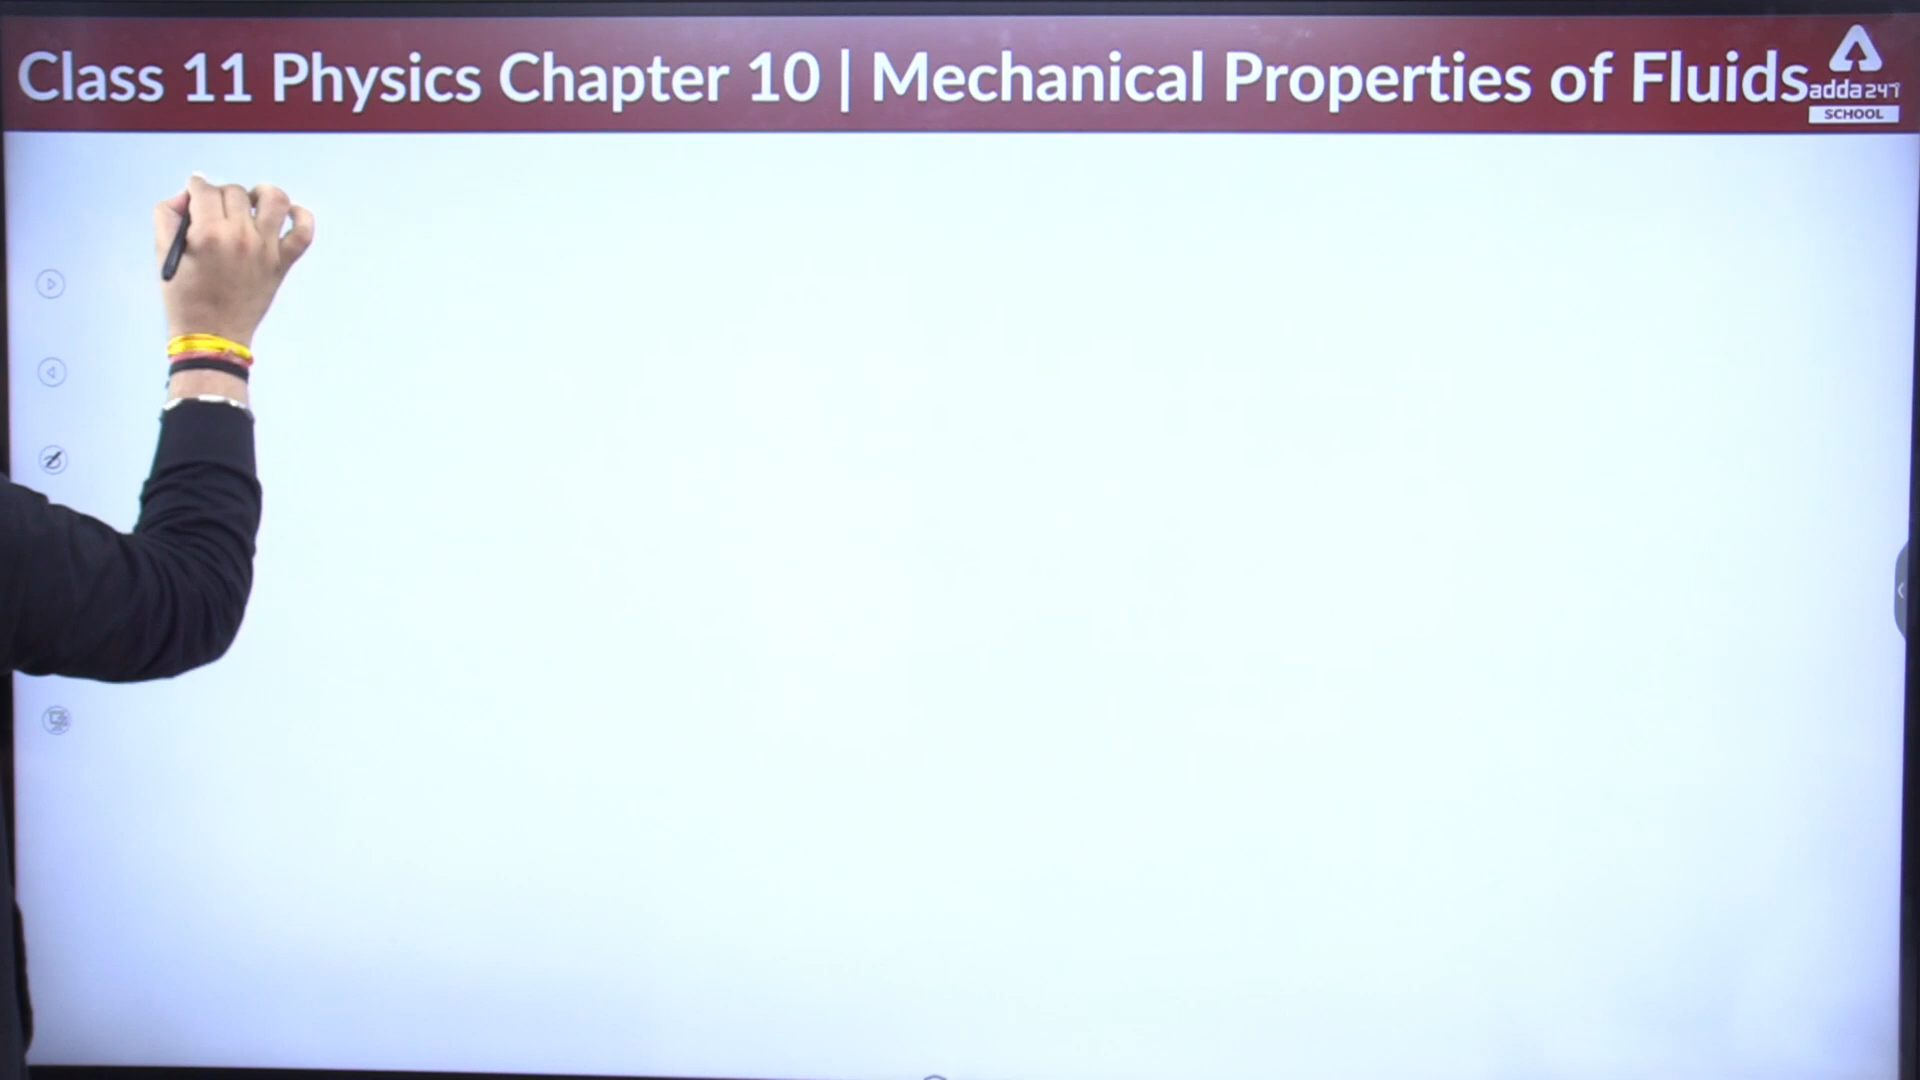 Class 11 Physics Chapter 10 | Mechanical Properties of Fluids
adda247
SCHOOL